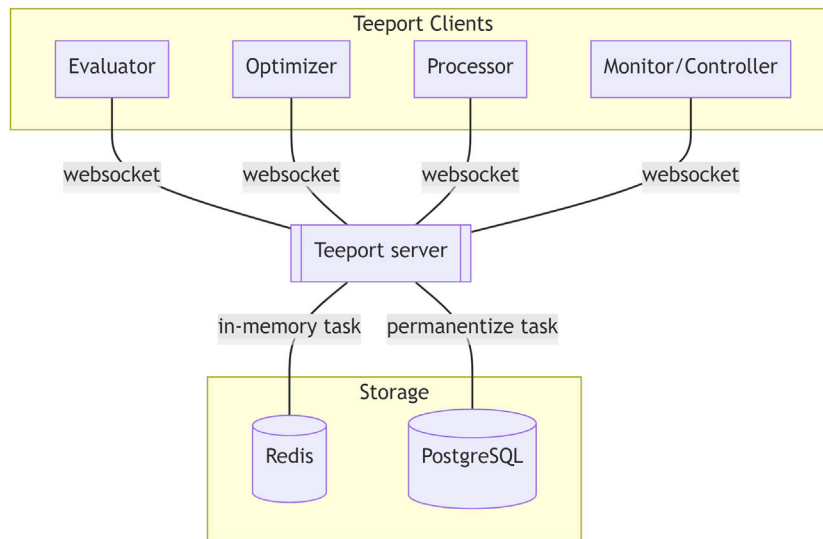 Teeport Clients
Evaluator
Optimizer
Processor
Monitor/Controller
websocket
websocket
websocket
websocket
Teeport server
in-memory task
permanentize task
Storage
Redis
PostgreSQL